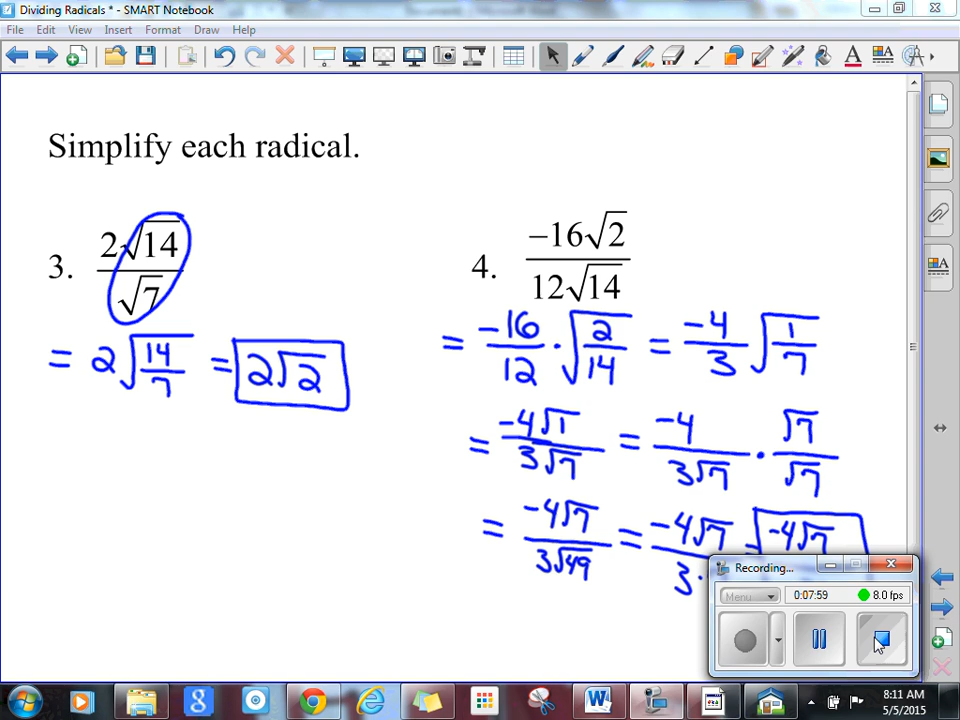 Dividing Radicals * - SMART Notebook
File Edit View Insert Format Draw Help
Simplify each radical.
3. 2√14 / √7
= 2√(14/7) = 2√2
4. –16√2 / 12√14
= -16/12 · √(2/14) = -4/3 √(1/7)
= -4√1 / 3√7 = -4 / 3√7 · √7 / √7
= -4√7 / 3√49 = -4√7 / 3· = -4√7
Recording...
Menu
0:07:59
8.0 fps
8:11 AM
5/5/2015